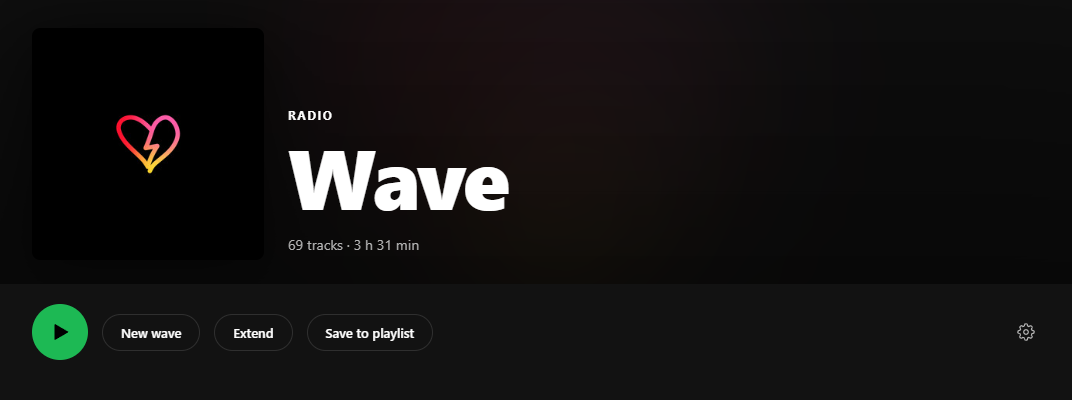 RADIO
Wave
69 tracks · 3 h 31 min
New wave
Extend
Save to playlist